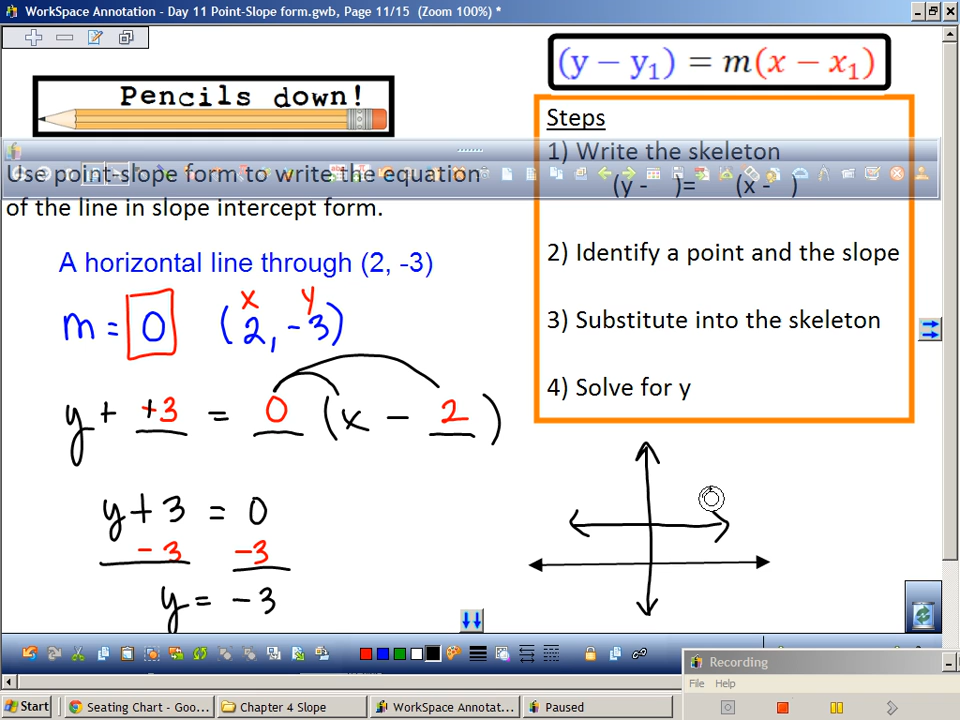 WorkSpace Annotation - Day 11 Point-Slope form.gwb, Page 11/15 (Zoom 100%) *
Pencils down!
(y − y₁) = m(x − x₁)
Use point-slope form to write the equation
of the line in slope intercept form.
A horizontal line through (2, -3)
x y
m = 0 (2, -3)
y + +3 = 0 (x - 2)
y + 3 = 0
- 3 -3
y = -3
Steps
1) Write the skeleton
(y - )= (x - )
2) Identify a point and the slope
3) Substitute into the skeleton
4) Solve for y
Recording
File Help
Start
Seating Chart - Goo...
Chapter 4 Slope
WorkSpace Annotat...
Paused